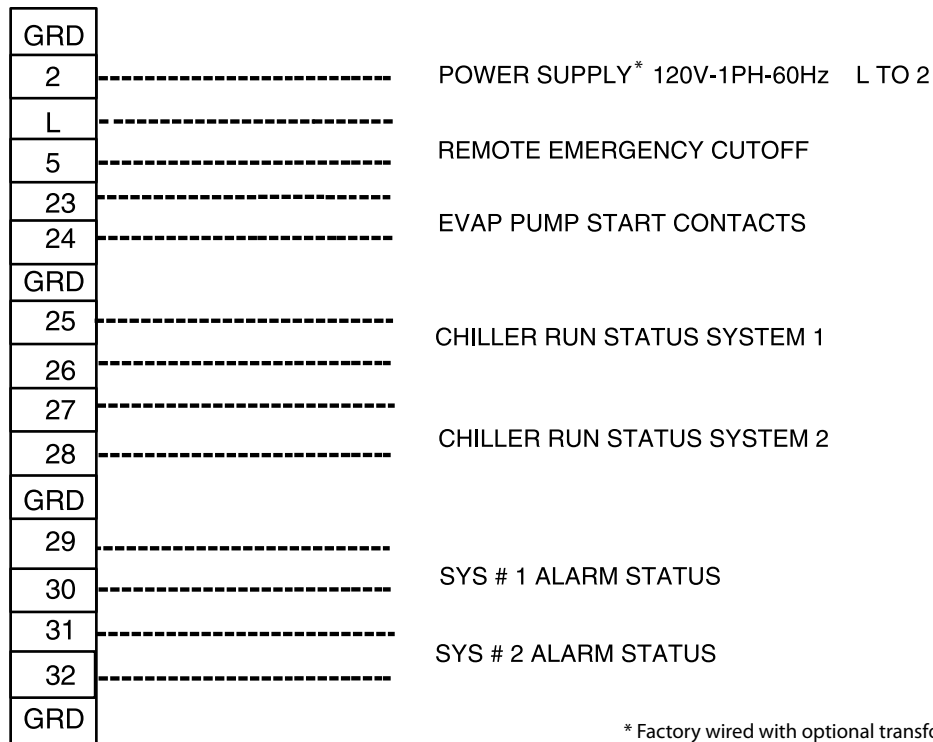 GRD
2 POWER SUPPLY* 120V-1PH-60Hz L TO 2
L
REMOTE EMERGENCY CUTOFF
5
23
EVAP PUMP START CONTACTS
24
GRD
25
CHILLER RUN STATUS SYSTEM 1
26
27
CHILLER RUN STATUS SYSTEM 2
28
GRD
29
SYS # 1 ALARM STATUS
30
31
SYS # 2 ALARM STATUS
32
GRD
* Factory wired with optional